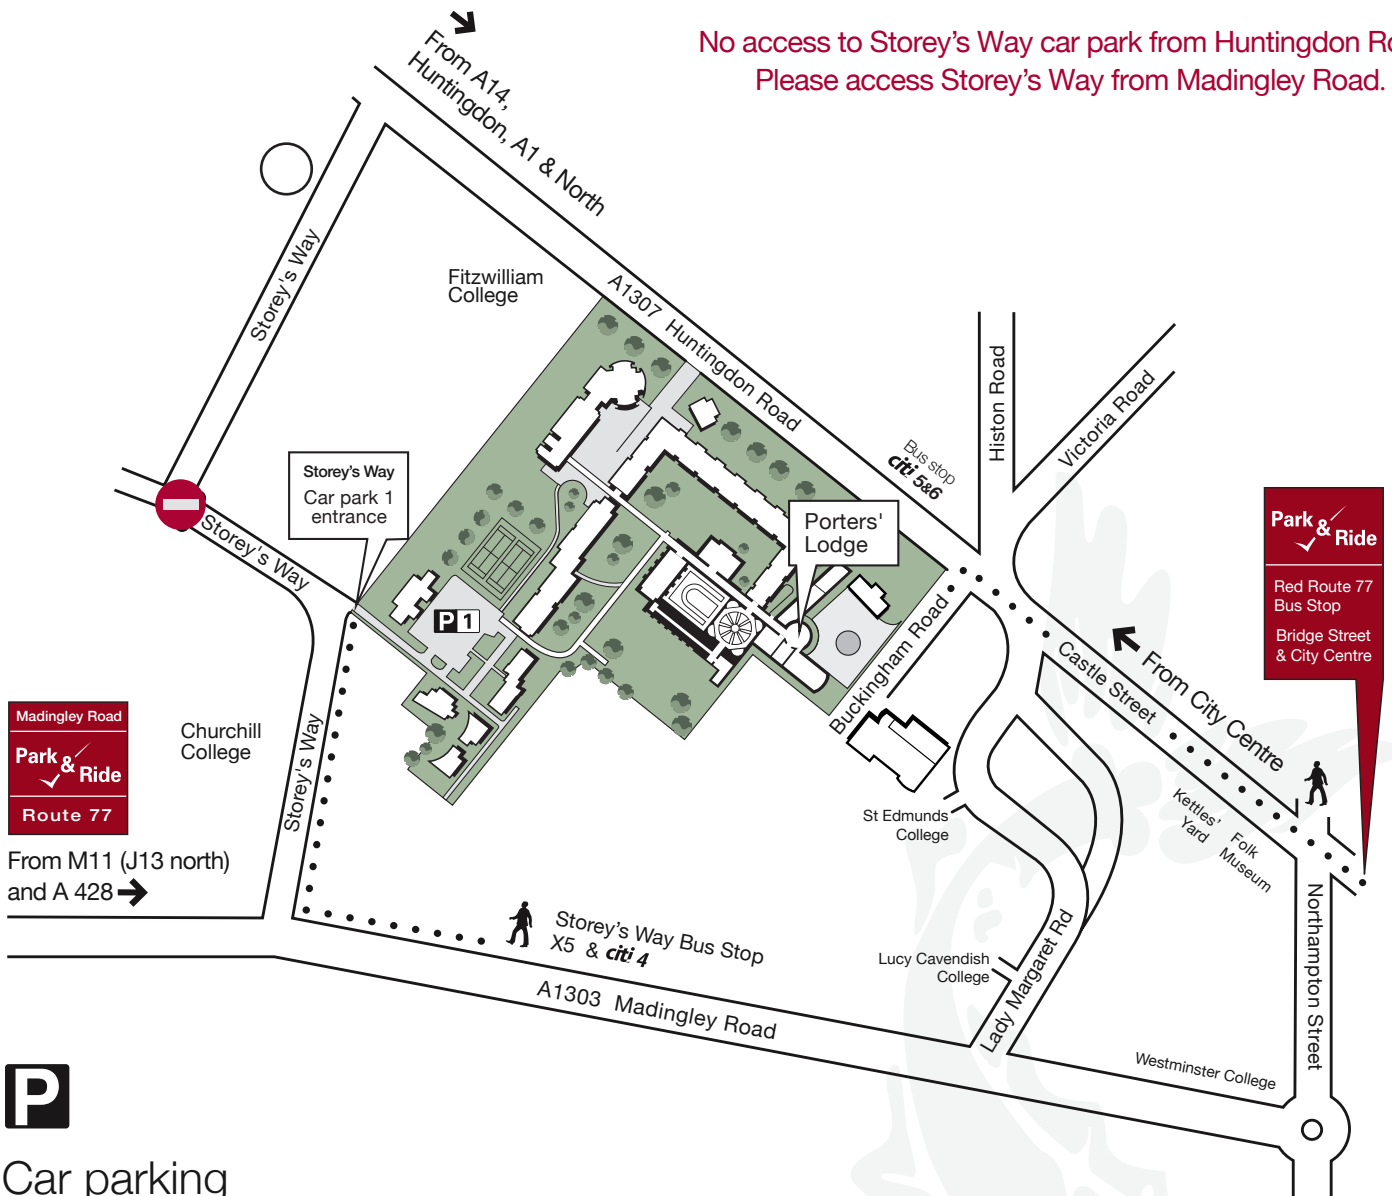 No access to Storey's Way car park from Huntingdon
Please access Storey's Way from Madingley Road.
From A14,
Huntingdon, A1 & North
Storey's Way
Fitzwilliam
College
A1307 Huntingdon Road
Histon Road
Victoria Road
Bus stop
citi 5&6
Storey's Way
Car park 1
entrance
Storey's Way
Porters'
Lodge
Park & Ride
Red Route 77
Bus Stop
Bridge Street
& City Centre
P 1
Buckingham Road
Castle Street
From City Centre
Madingley Road
Park & Ride
Route 77
Churchill
College
Storey's Way
Kettles'
Yard
Folk
Museum
St Edmunds
College
From M11 (J13 north)
and A 428
Storey's Way Bus Stop
X5 & citi 4
Lucy Cavendish
College
Lady Margaret Rd
Northampton Street
A1303 Madingley Road
Westminster College
P
Car parking